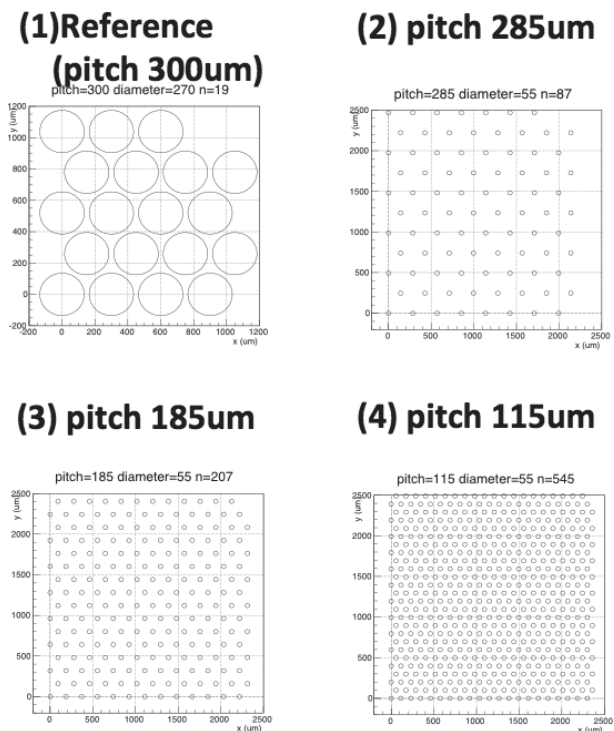 (1)Reference
(pitch 300um)
pitch=300 diameter=270 n=19
y (um)
1200
1000
800
600
400
200
0
-200
-200 0 200 400 600 800 1000 1200
x (um)
(2) pitch 285um
pitch=285 diameter=55 n=87
y (um)
2500
2000
1500
1000
500
0
0 500 1000 1500 2000 2500
x (um)
(3) pitch 185um
pitch=185 diameter=55 n=207
y (um)
2500
2000
1500
1000
500
0
0 500 1000 1500 2000 2500
x (um)
(4) pitch 115um
pitch=115 diameter=55 n=545
y (um)
2500
2000
1500
1000
500
0
0 500 1000 1500 2000 2500
x (um)